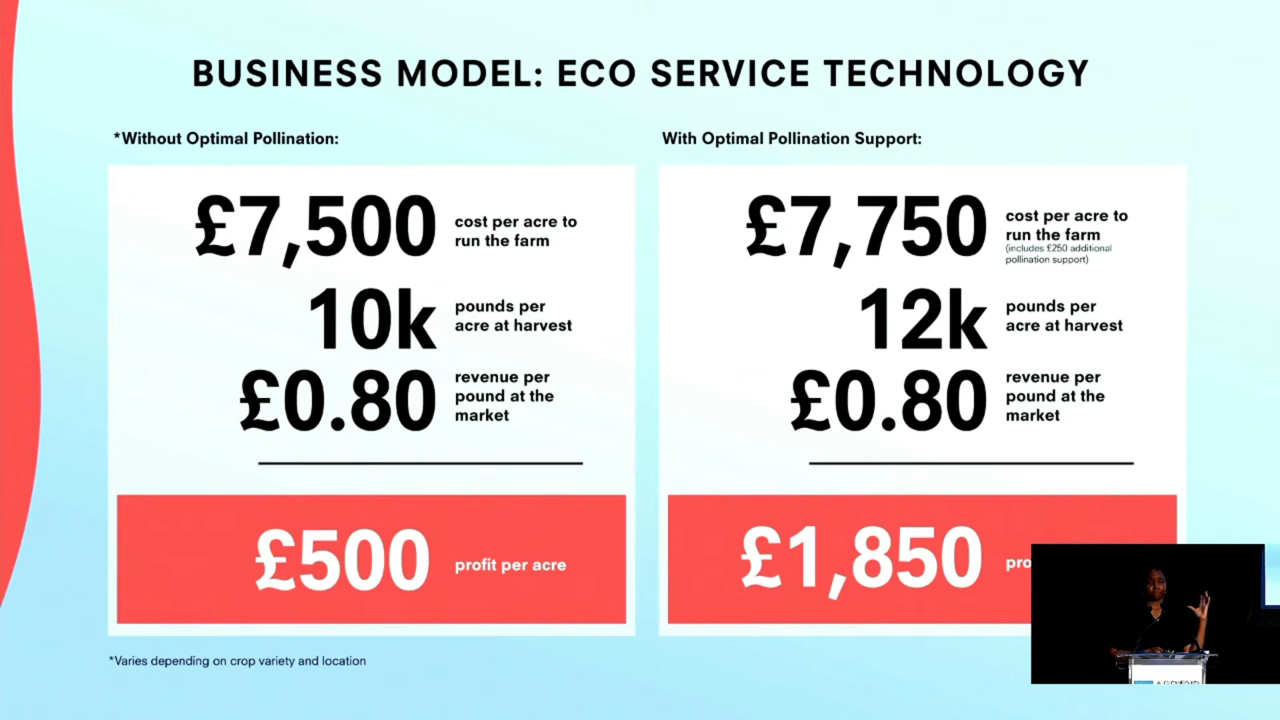 BUSINESS MODEL: ECO SERVICE TECHNOLOGY
*Without Optimal Pollination:
£7,500
cost per acre to
run the farm
10k
pounds per
acre at harvest
£0.80
revenue per
pound at the
market
£500
profit per acre
With Optimal Pollination Support:
£7,750
cost per acre to
run the farm
(includes £250 additional
pollination support)
12k
pounds per
acre at harvest
£0.80
revenue per
pound at the
market
£1,850
pro
*Varies depending on crop variety and location